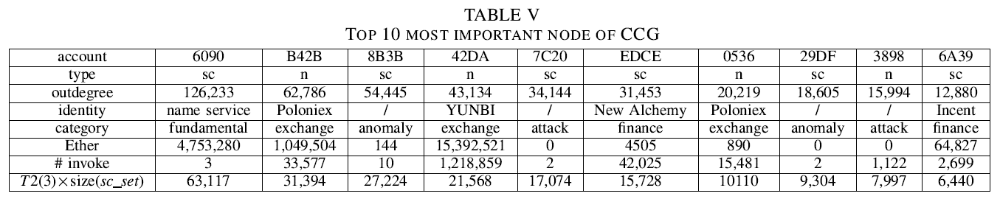 TABLE V
TOP 10 MOST IMPORTANT NODE OF CCG
account 6090 B42B 8B3B 42DA 7C20 EDCE 0536 29DF 3898 6A39
type sc n sc n sc sc n sc n sc
outdegree 126,233 62,786 54,445 43,134 34,144 31,453 20,219 18,605 15,994 12,880
identity name service Poloniex / YUNBI / New Alchemy Poloniex / / Incent
category fundamental exchange anomaly exchange attack finance exchange anomaly attack finance
Ether 4,753,280 1,049,504 144 15,392,521 0 4505 890 0 0 64,827
# invoke 3 33,577 10 1,218,859 2 42,025 15,481 2 1,122 2,699
T2(3)×size(sc_set) 63,117 31,394 27,224 21,568 17,074 15,728 10110 9,304 7,997 6,440